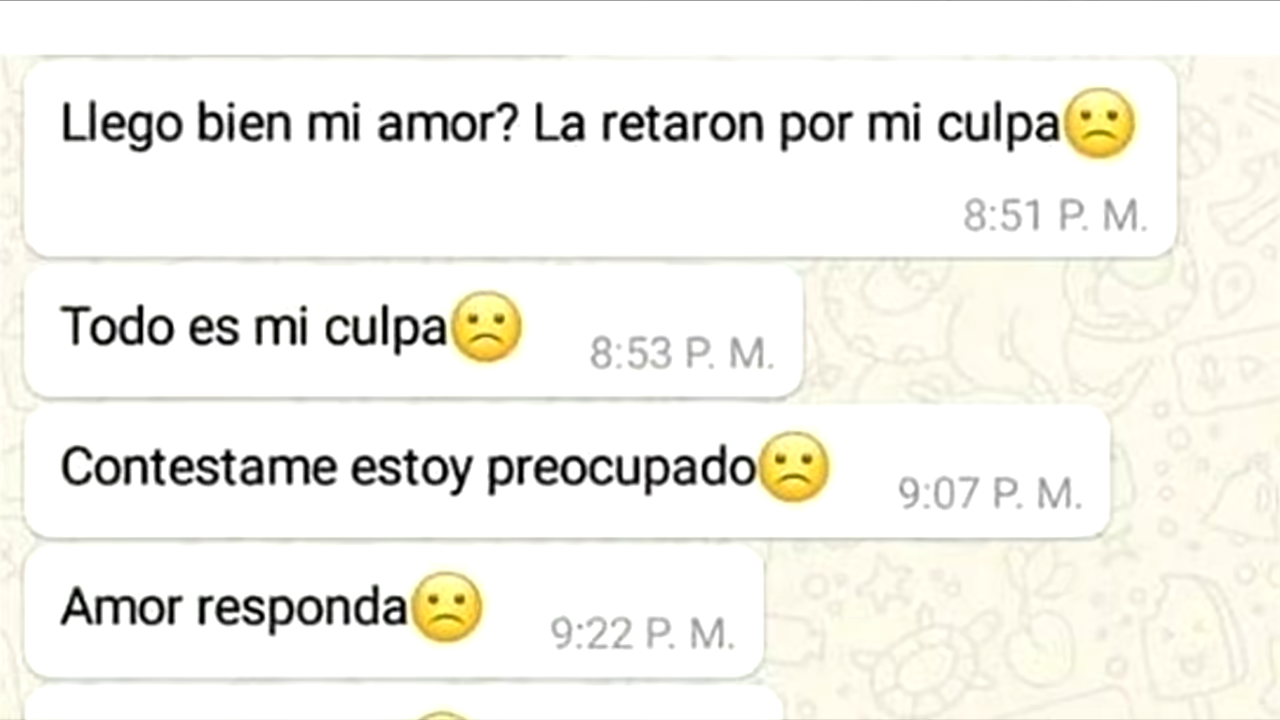 Llego bien mi amor? La retaron por mi culpa🙁
8:51 P. M.
Todo es mi culpa🙁 8:53 P. M.
Contestame estoy preocupado🙁 9:07 P. M.
Amor responda🙁 9:22 P. M.